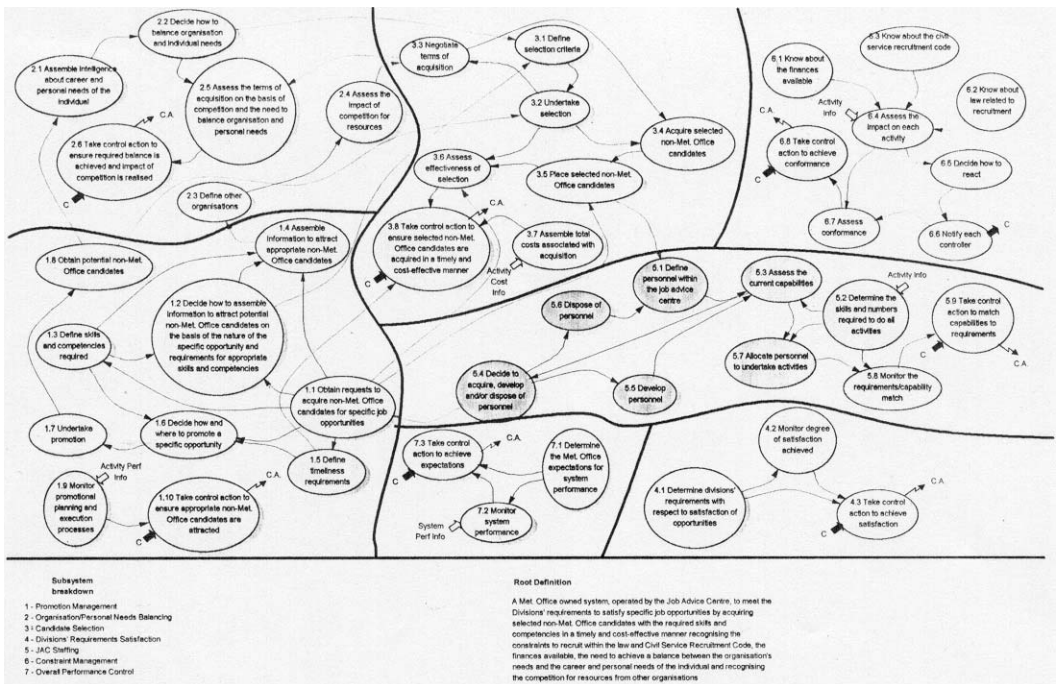 2.2 Decide how to
balance organisation
and individual needs
2.1 Assemble intelligence
about career and
personal needs of the
individual
2.5 Assess the terms of
acquisition on the basis of
competition and the need to
balance organisation and
personal needs
C.A.
2.6 Take control action to
ensure required balance is
achieved and impact of
competition is realised
C
2.3 Define other
organisations
2.4 Assess the
impact of
competition for
resources
3.3 Negotiate
terms of
acquisition
3.1 Define
selection criteria
3.2 Undertake
selection
3.4 Acquire selected
non-Met. Office
candidates
3.6 Assess
effectiveness of
selection
3.5 Place selected non-Met.
Office candidates
C.A.
3.8 Take control action to
ensure selected non-Met.
Office candidates are
acquired in a timely and
cost-effective manner
C
3.7 Assemble total
costs associated with
acquisition
Activity
Cost
Info
6.3 Know about the civil
service recruitment code
6.1 Know about
the finances
available
6.2 Know about
law related to
recruitment
Activity
Info
C.A.
6.4 Assess the
impact on each
activity
6.8 Take control
action to achieve
conformance
C
6.5 Decide how to
react
6.7 Assess
conformance
6.6 Notify each
controller
C
1.4 Assemble
information to attract
appropriate non-Met.
Office candidates
1.8 Obtain potential non-Met.
Office candidates
1.2 Decide how to assemble
information to attract potential
non-Met. Office candidates on
the basis of the nature of the
specific opportunity and
requirements for appropriate
skills and competencies
1.3 Define skills
and competencies
required
1.1 Obtain requests to
acquire non-Met. Office
candidates for specific job
opportunities
1.7 Undertake
promotion
1.6 Decide how and
where to promote a
specific opportunity
1.5 Define
timeliness
requirements
Activity Perf
Info
1.9 Monitor
promotional
planning and
execution
processes
C.A.
1.10 Take control action to
ensure appropriate non-Met.
Office candidates are
attracted
C
5.1 Define
personnel within
the job advice
centre
5.3 Assess the
current capabilities
Activity Info
5.6 Dispose of
personnel
5.2 Determine the
skills and numbers
required to do all
activities
5.9 Take control
action to match
capabilities to
requirements
C
C.A.
5.7 Allocate personnel
to undertake activities
5.4 Decide to
acquire, develop
and/or dispose of
personnel
5.5 Develop
personnel
5.8 Monitor the
requirements/capability
match
C.A.
7.3 Take control
action to achieve
expectations
C
7.1 Determine
the Met. Office
expectations for
system
performance
System
Perf Info
7.2 Monitor
system
performance
4.2 Monitor degree
of satisfaction
achieved
4.1 Determine divisions'
requirements with
respect to satisfaction of
opportunities
C.A.
4.3 Take control
action to achieve
satisfaction
C
Subsystem
breakdown
1 - Promotion Management
2 - Organisation/Personal Needs Balancing
3 - Candidate Selection
4 - Divisions' Requirements Satisfaction
5 - JAC Staffing
6 - Constraint Management
7 - Overall Performance Control
Root Definition
A Met. Office owned system, operated by the Job Advice Centre, to meet the
Divisions' requirements to satisfy specific job opportunities by acquiring
selected non-Met. Office candidates with the required skills and
competencies in a timely and cost-effective manner recognising the
constraints to recruit within the law and Civil Service Recruitment Code, the
finances available, the need to achieve a balance between the organisation's
needs and the career and personal needs of the individual and recognising
the competition for resources from other organisations